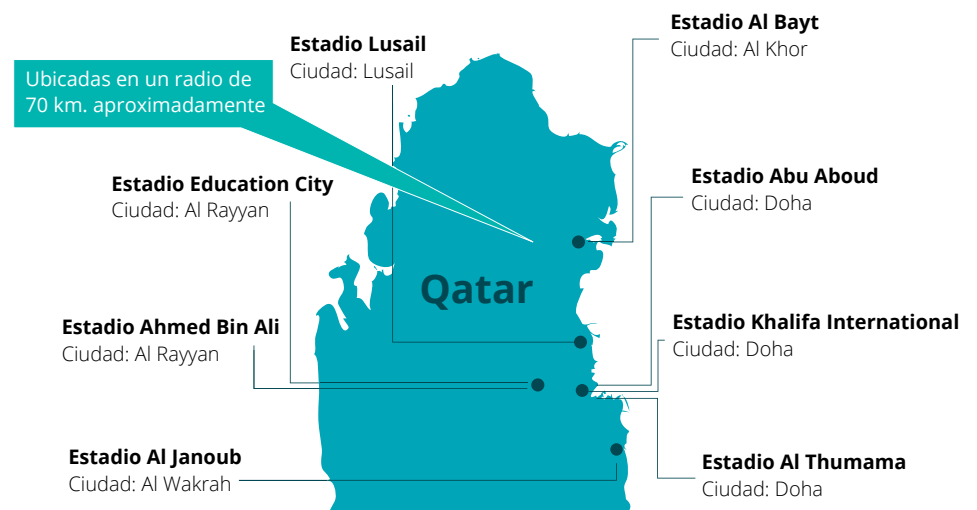 Estadio Lusail
Ciudad: Lusail
Estadio Al Bayt
Ciudad: Al Khor
Ubicadas en un radio de
70 km. aproximadamente
Estadio Education City
Ciudad: Al Rayyan
Estadio Abu Aboud
Ciudad: Doha
Qatar
Estadio Ahmed Bin Ali
Ciudad: Al Rayyan
Estadio Khalifa International
Ciudad: Doha
Estadio Al Janoub
Ciudad: Al Wakrah
Estadio Al Thumama
Ciudad: Doha